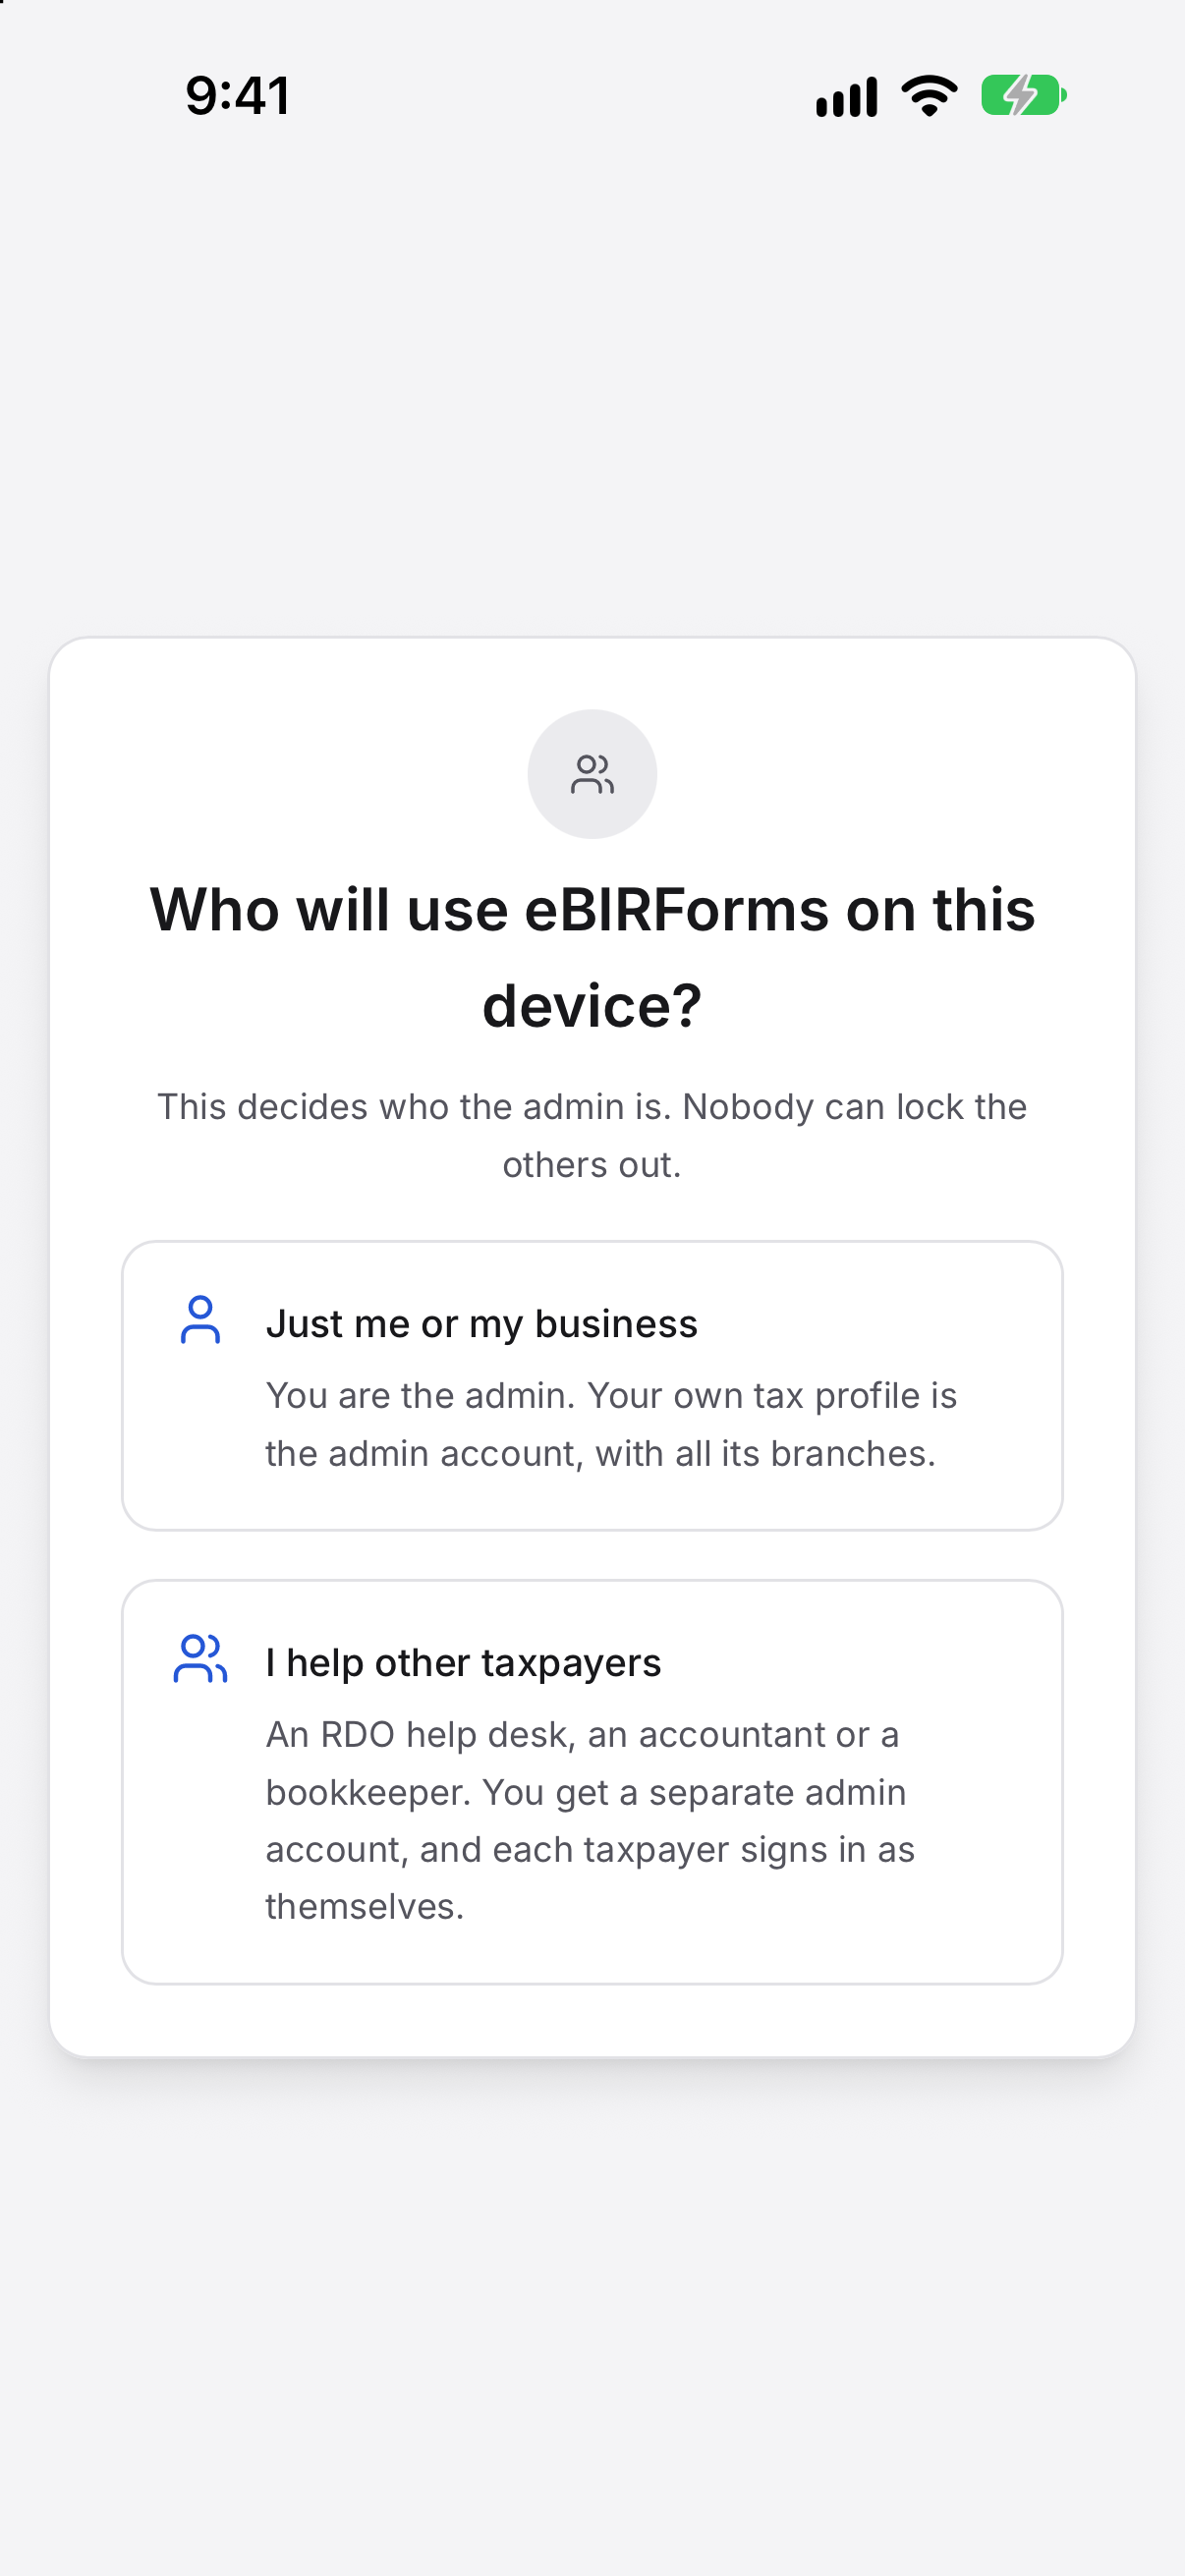 9:41
Who will use eBIRForms on this
device?
This decides who the admin is. Nobody can lock the
others out.
Just me or my business
You are the admin. Your own tax profile is
the admin account, with all its branches.
I help other taxpayers
An RDO help desk, an accountant or a
bookkeeper. You get a separate admin
account, and each taxpayer signs in as
themselves.